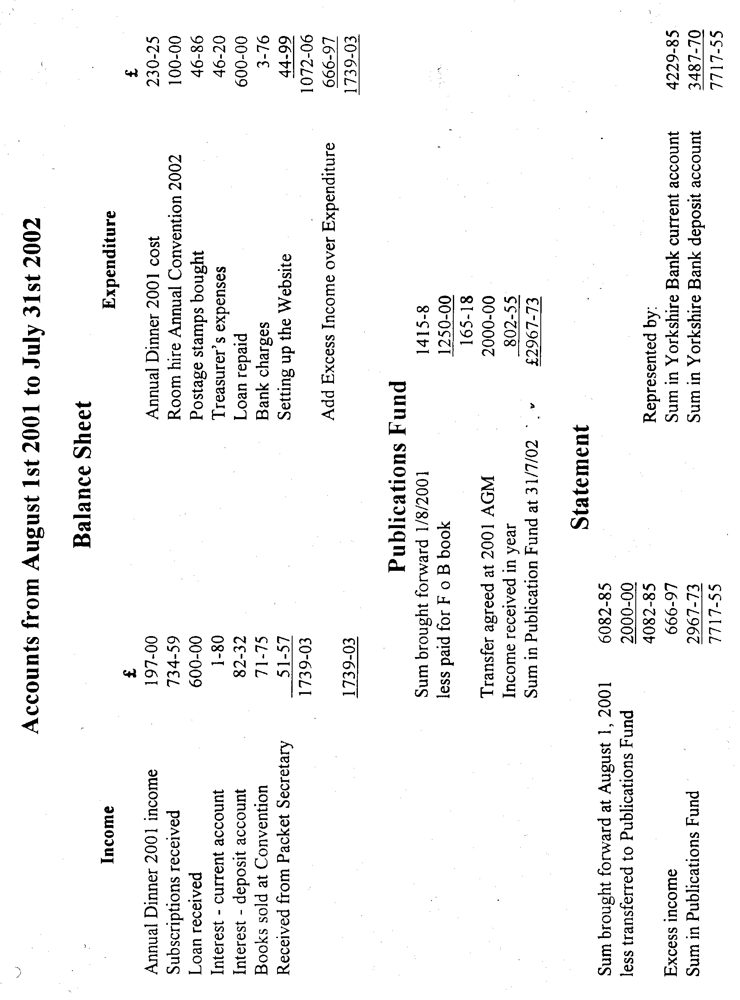 Accounts from August 1st 2001 to July 31st 2002
Balance Sheet
Income
£
Annual Dinner 2001 income 197-00
Subscriptions received 734-59
Loan received 600-00
Interest - current account 1-80
Interest - deposit account 82-32
Books sold at Convention 71-75
Received from Packet Secretary 51-57
1739-03
1739-03
Expenditure
£
Annual Dinner 2001 cost 230-25
Room hire Annual Convention 2002 100-00
Postage stamps bought 46-86
Treasurer's expenses 46-20
Loan repaid 600-00
Bank charges 3-76
Setting up the Website 44-99
1072-06
Add Excess Income over Expenditure 666-97
1739-03
Publications Fund
Sum brought forward 1/8/2001 1415-8
less paid for F o B book 1250-00
165-18
Transfer agreed at 2001 AGM 2000-00
Income received in year 802-55
Sum in Publication Fund at 31/7/02 £2967-73
Statement
Sum brought forward at August 1, 2001 6082-85
less transferred to Publications Fund 2000-00
4082-85
Excess income 666-97
Sum in Publications Fund 2967-73
7717-55
Represented by:
Sum in Yorkshire Bank current account 4229-85
Sum in Yorkshire Bank deposit account 3487-70
7717-55